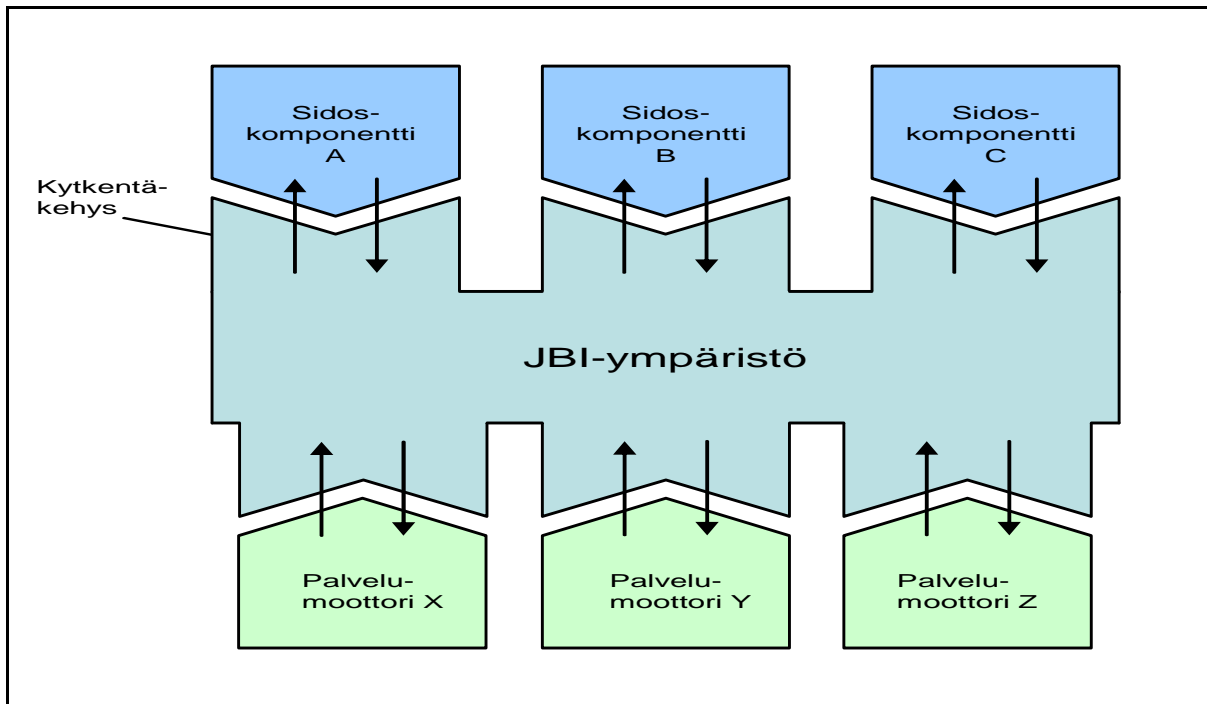 Sidos-
komponentti
A
Sidos-
komponentti
B
Sidos-
komponentti
C
Kytkentä-
kehys
JBI-ympäristö
Palvelu-
moottori X
Palvelu-
moottori Y
Palvelu-
moottori Z